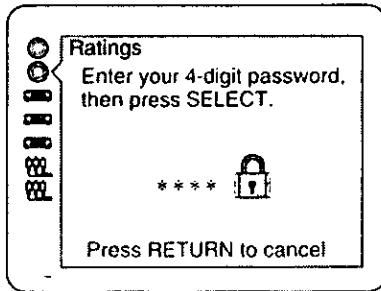 Ratings
Enter your 4-digit password,
then press SELECT.
* * * *
Press RETURN to cancel